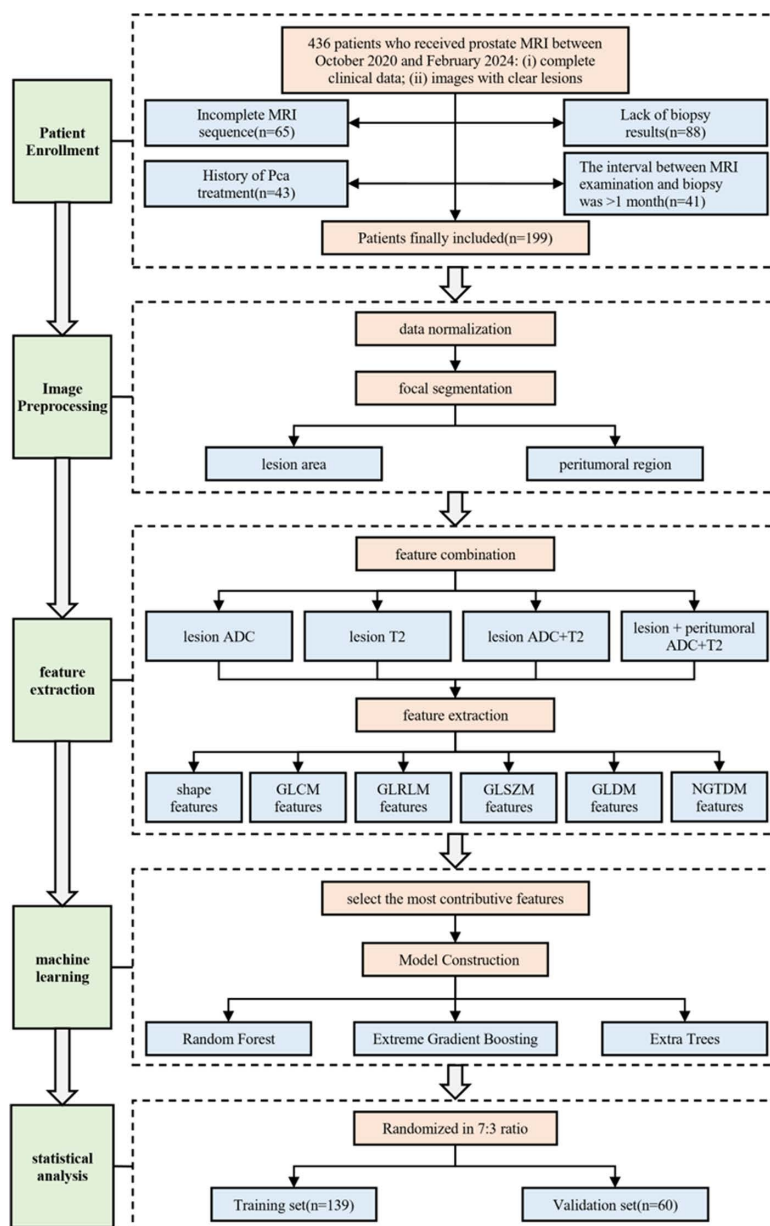 436 patients who received prostate MRI between
October 2020 and February 2024: (i) complete
clinical data; (ii) images with clear lesions
Patient
Enrollment
Incomplete MRI
sequence(n=65)
Lack of biopsy
results(n=88)
History of Pca
treatment(n=43)
The interval between MRI
examination and biopsy
was >1 month(n=41)
Patients finally included(n=199)
Image
Preprocessing
data normalization
focal segmentation
lesion area
peritumoral region
feature
extraction
feature combination
lesion ADC
lesion T2
lesion ADC+T2
lesion + peritumoral
ADC+T2
feature extraction
shape
features
GLCM
features
GLRLM
features
GLSZM
features
GLDM
features
NGTDM
features
machine
learning
select the most contributive features
Model Construction
Random Forest
Extreme Gradient Boosting
Extra Trees
statistical
analysis
Randomized in 7:3 ratio
Training set(n=139)
Validation set(n=60)